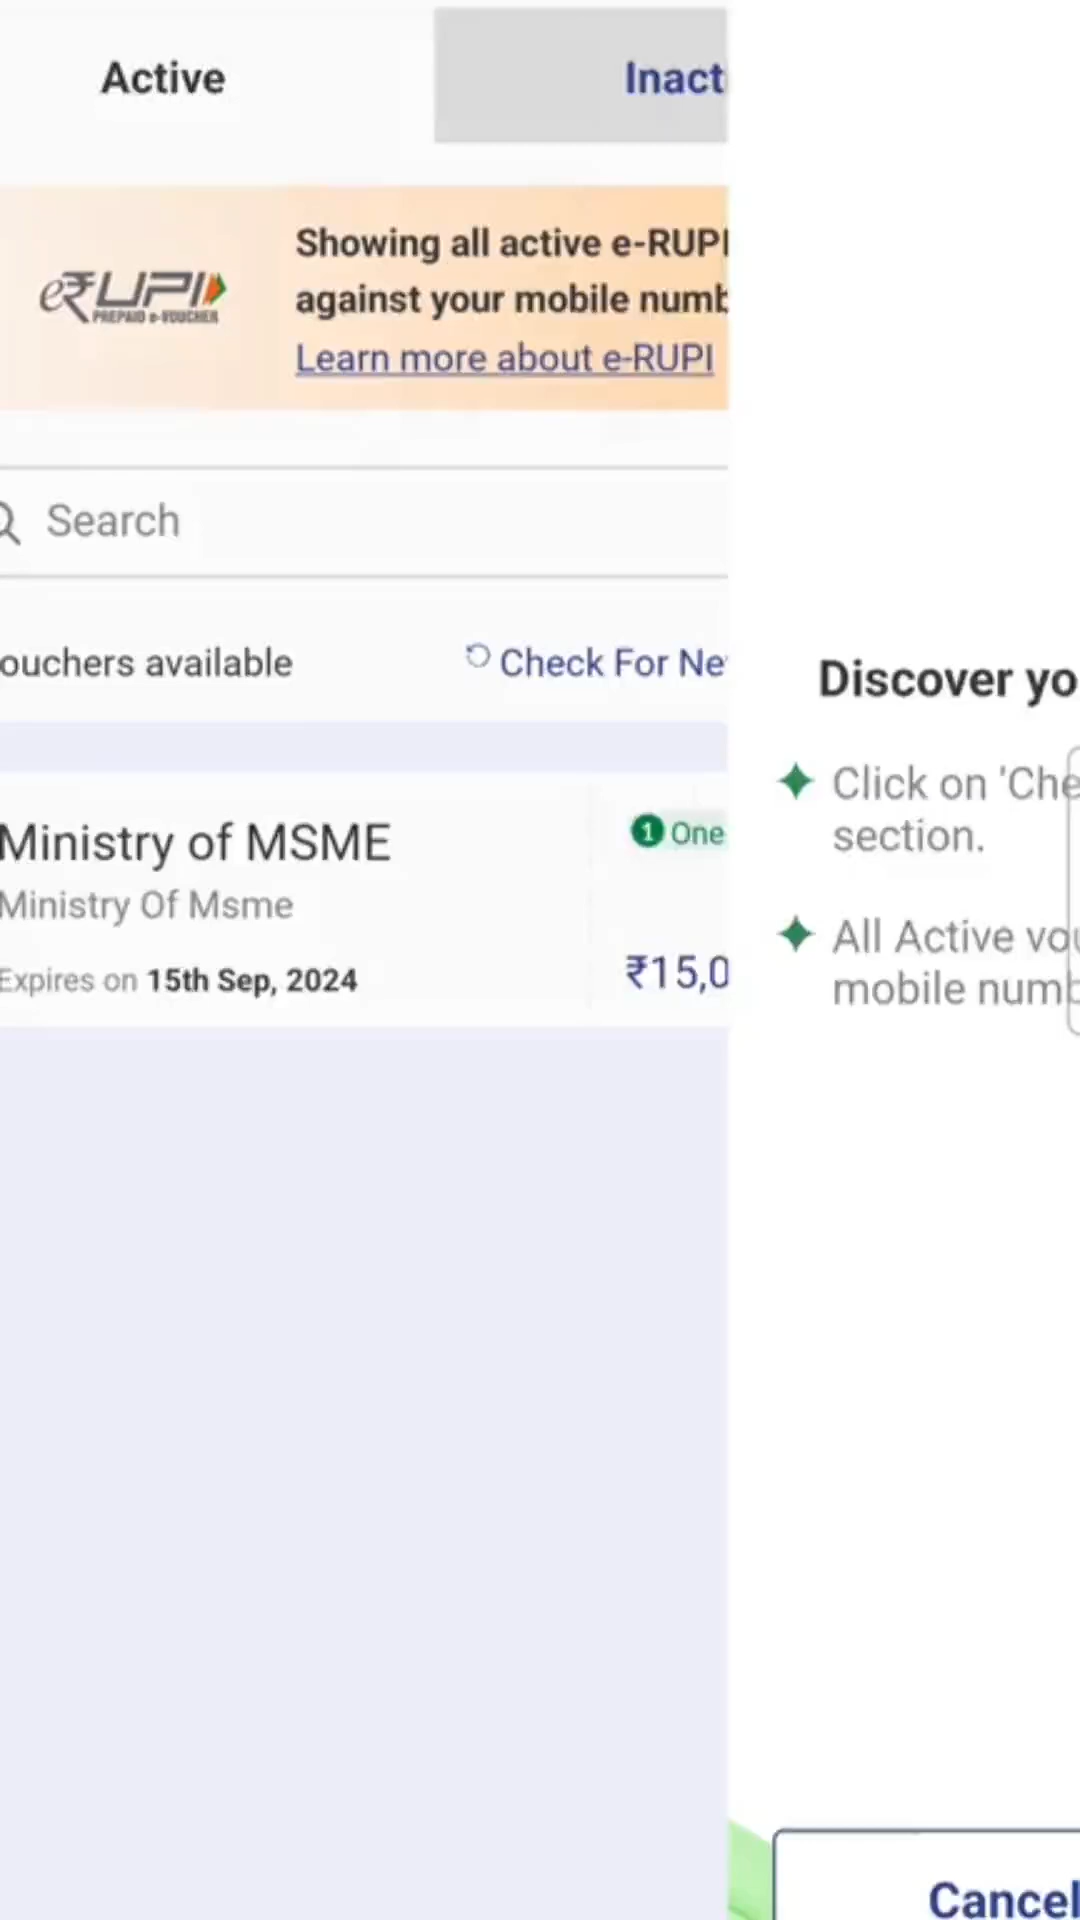 Active
Inact
eRUPI
PREPAID e-VOUCHER
Showing all active e-RUPI
against your mobile numb
Learn more about e-RUPI
Search
ouchers available
Check For Ne
Ministry of MSME
1 One
Ministry Of Msme
Expires on 15th Sep, 2024
₹15,0
Discover yo
Click on 'Che
section.
All Active vou
mobile numb
Cancel